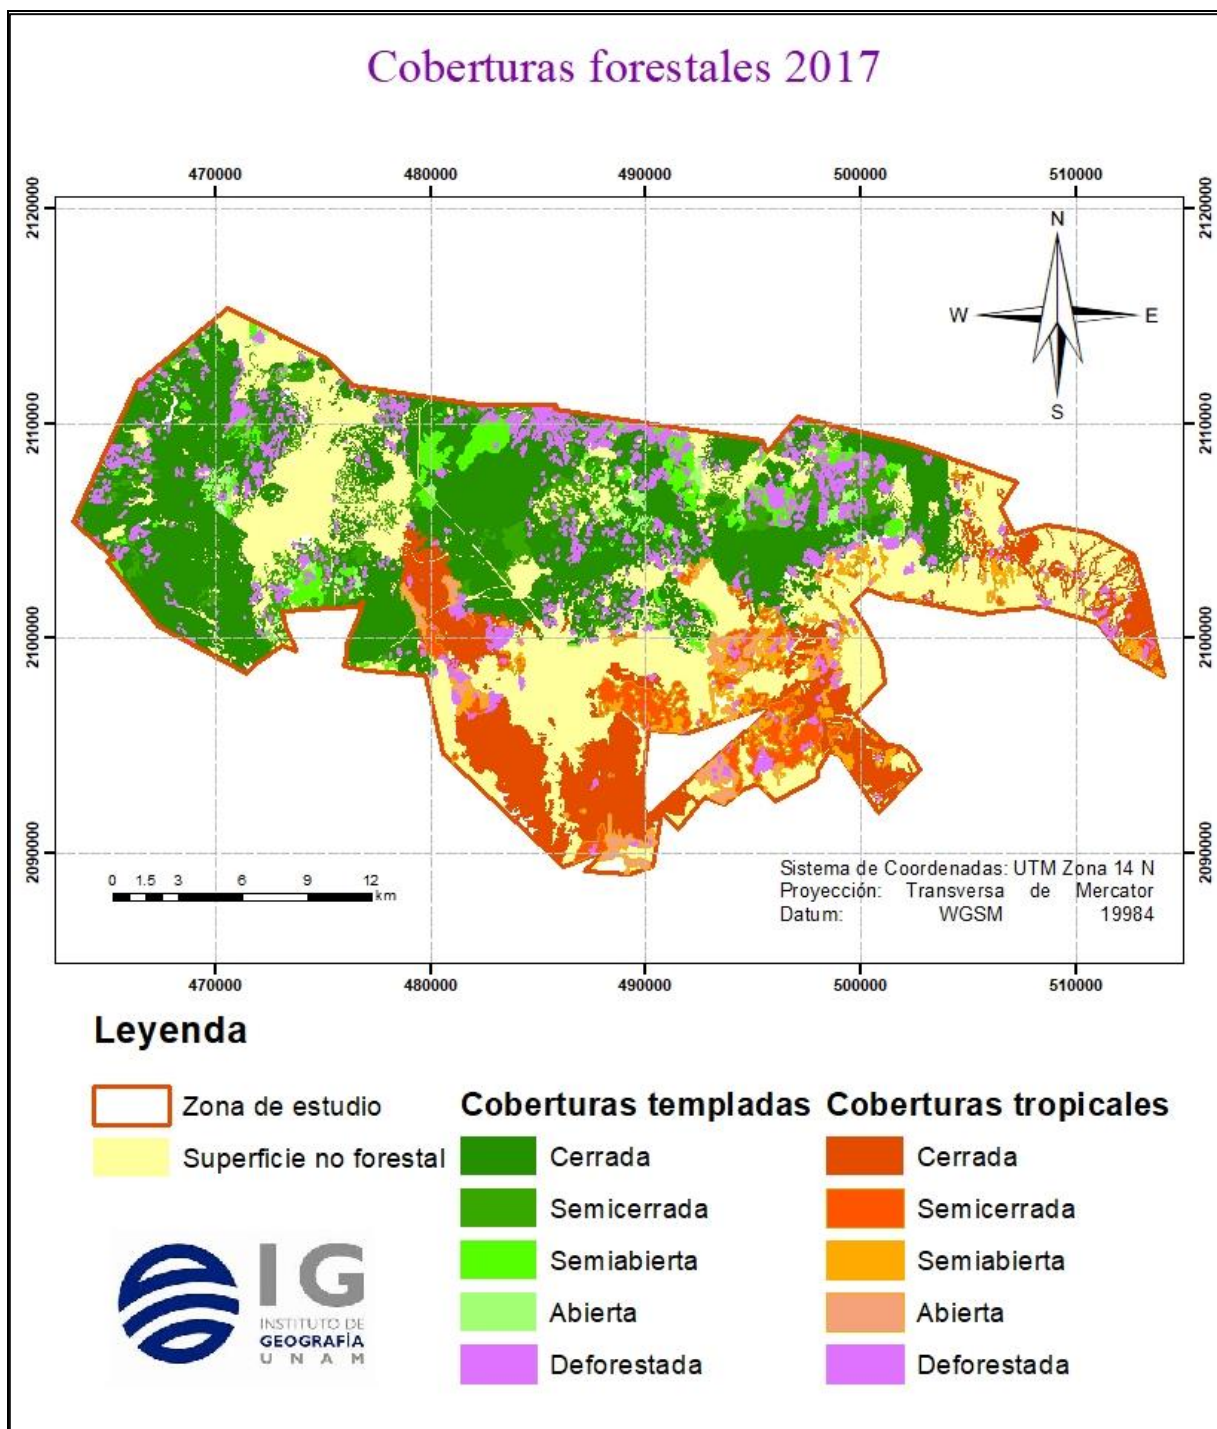 Coberturas forestales 2017
470000 480000 490000 500000 510000
2120000 2120000
N
W E
S
2110000 2110000
2100000 2100000
2090000 2090000
0 1.5 3 6 9 12
km
Sistema de Coordenadas: UTM Zona 14 N
Proyección: Transversa de Mercator
Datum: WGSM 19984
470000 480000 490000 500000 510000
Leyenda
Zona de estudio
Superficie no forestal
Coberturas templadas
Cerrada
Semicerrada
Semiabierta
Abierta
Deforestada
Coberturas tropicales
Cerrada
Semicerrada
Semiabierta
Abierta
Deforestada
IG
INSTITUTO DE
GEOGRAFÍA
UNAM